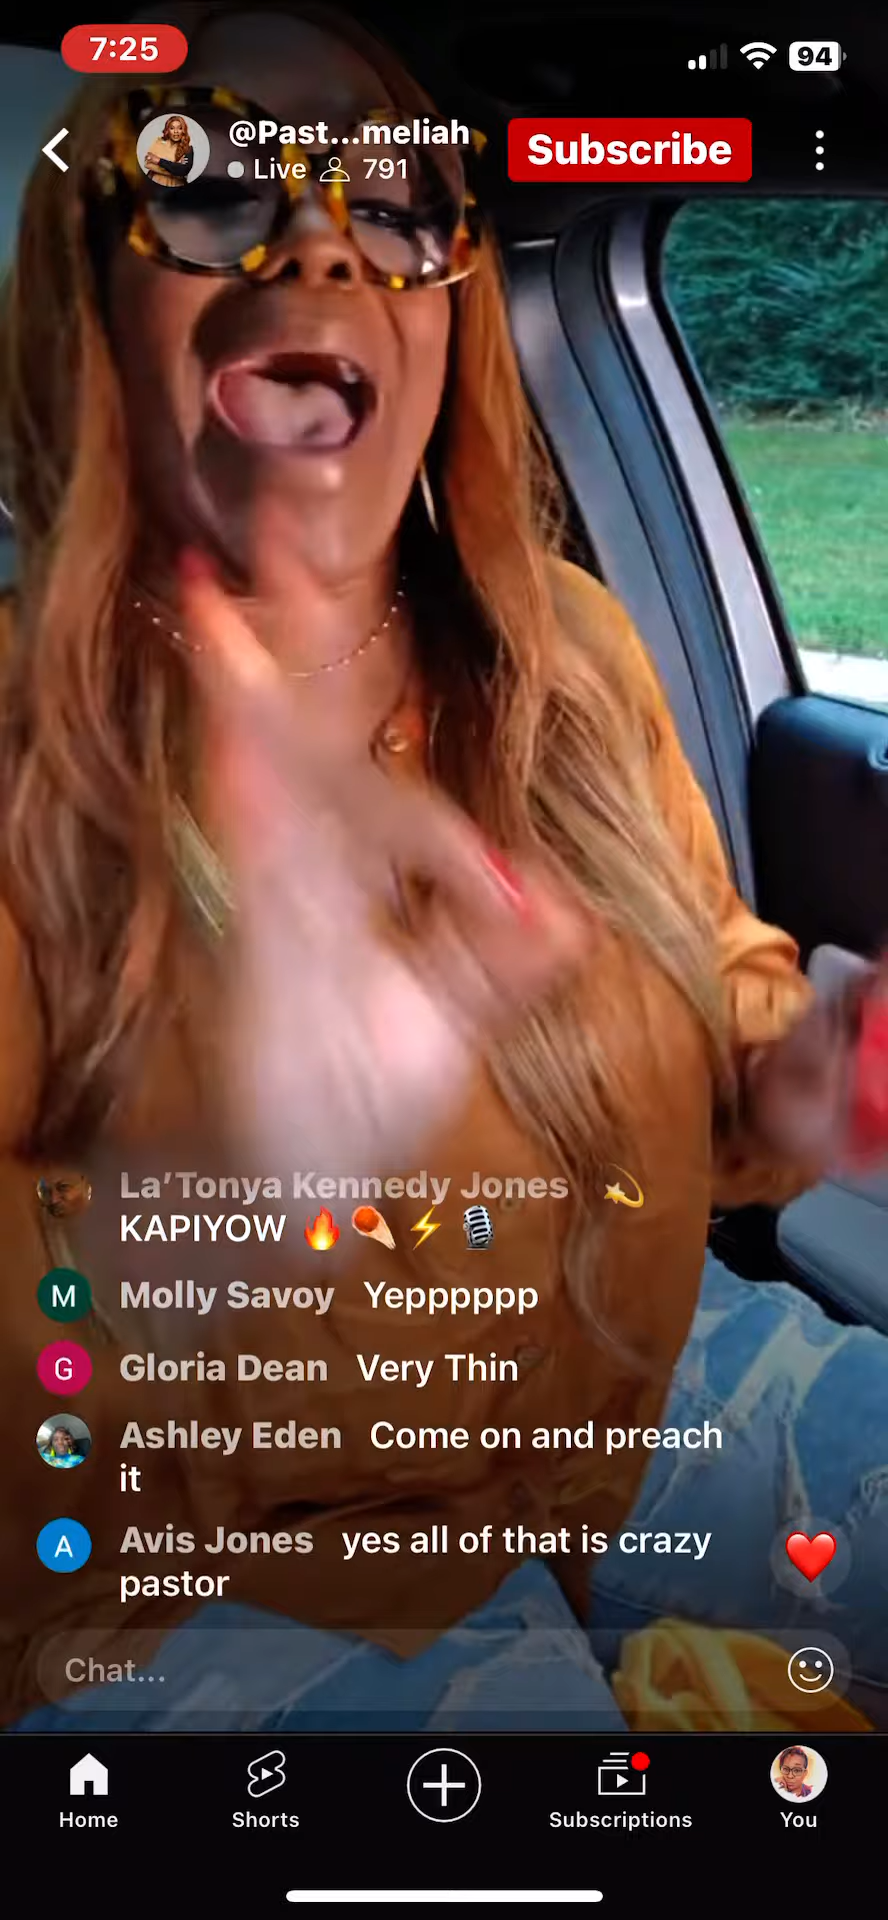 7:25
94
@Past...meliah
Live 791
Subscribe
La'Tonya Kennedy Jones
KAPIYOW
M Molly Savoy Yepppppp
G Gloria Dean Very Thin
Ashley Eden Come on and preach
it
A Avis Jones yes all of that is crazy
pastor
Chat...
Home Shorts Subscriptions You